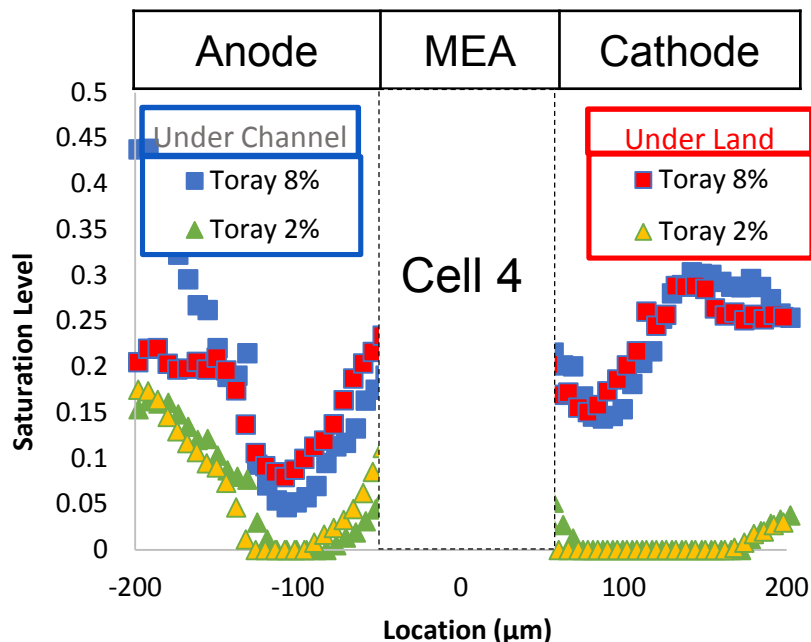 Anode MEA Cathode
0.5
0.45
0.4
0.35
0.3
0.25
0.2
0.15
0.1
0.05
0
Saturation Level
Under Channel
Toray 8%
Toray 2%
Cell 4
Under Land
Toray 8%
Toray 2%
-200 -100 0 100 200
Location (µm)